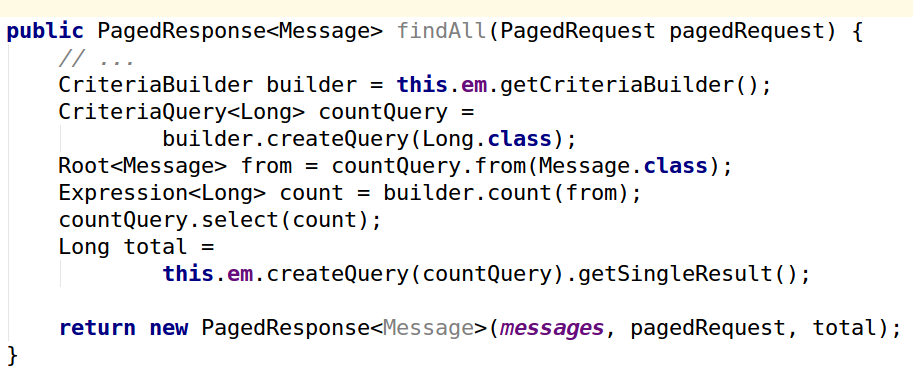 public PagedResponse<Message> findAll(PagedRequest pagedRequest) {
// ...
CriteriaBuilder builder = this.em.getCriteriaBuilder();
CriteriaQuery<Long> countQuery =
builder.createQuery(Long.class);
Root<Message> from = countQuery.from(Message.class);
Expression<Long> count = builder.count(from);
countQuery.select(count);
Long total =
this.em.createQuery(countQuery).getSingleResult();
return new PagedResponse<Message>(messages, pagedRequest, total);
}